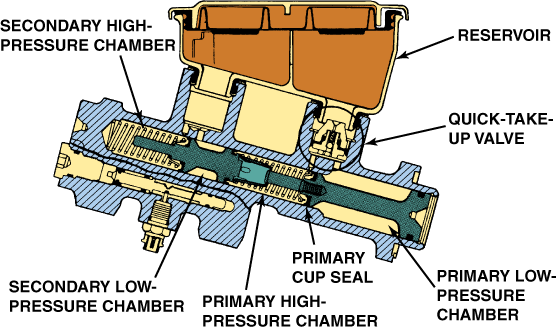 SECONDARY HIGH-
PRESSURE CHAMBER
RESERVOIR
QUICK-TAKE-
UP VALVE
SECONDARY LOW-
PRESSURE CHAMBER
PRIMARY HIGH-
PRESSURE CHAMBER
PRIMARY
CUP SEAL
PRIMARY LOW-
PRESSURE
CHAMBER